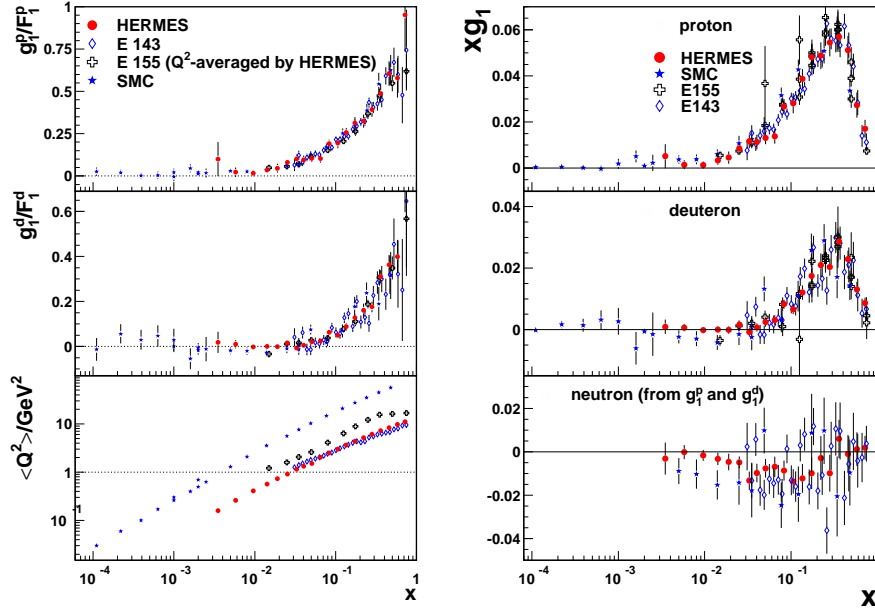 g₁ᵖ/F₁ᵖ
1
0.75
0.5
0.25
0
HERMES
E 143
E 155 (Q²-averaged by HERMES)
SMC
g₁ᵈ/F₁ᵈ
0.6
0.4
0.2
0
⟨Q²⟩/GeV²
10
1
10⁻¹
10⁻⁴ 10⁻³ 10⁻² 10⁻¹ 1
x
xg₁
0.06
0.04
0.02
0
proton
HERMES
SMC
E155
E143
0.04
0.02
0
deuteron
0.02
0
-0.02
-0.04
neutron (from g₁ᵖ and g₁ᵈ)
10⁻⁴ 10⁻³ 10⁻² 10⁻¹
x